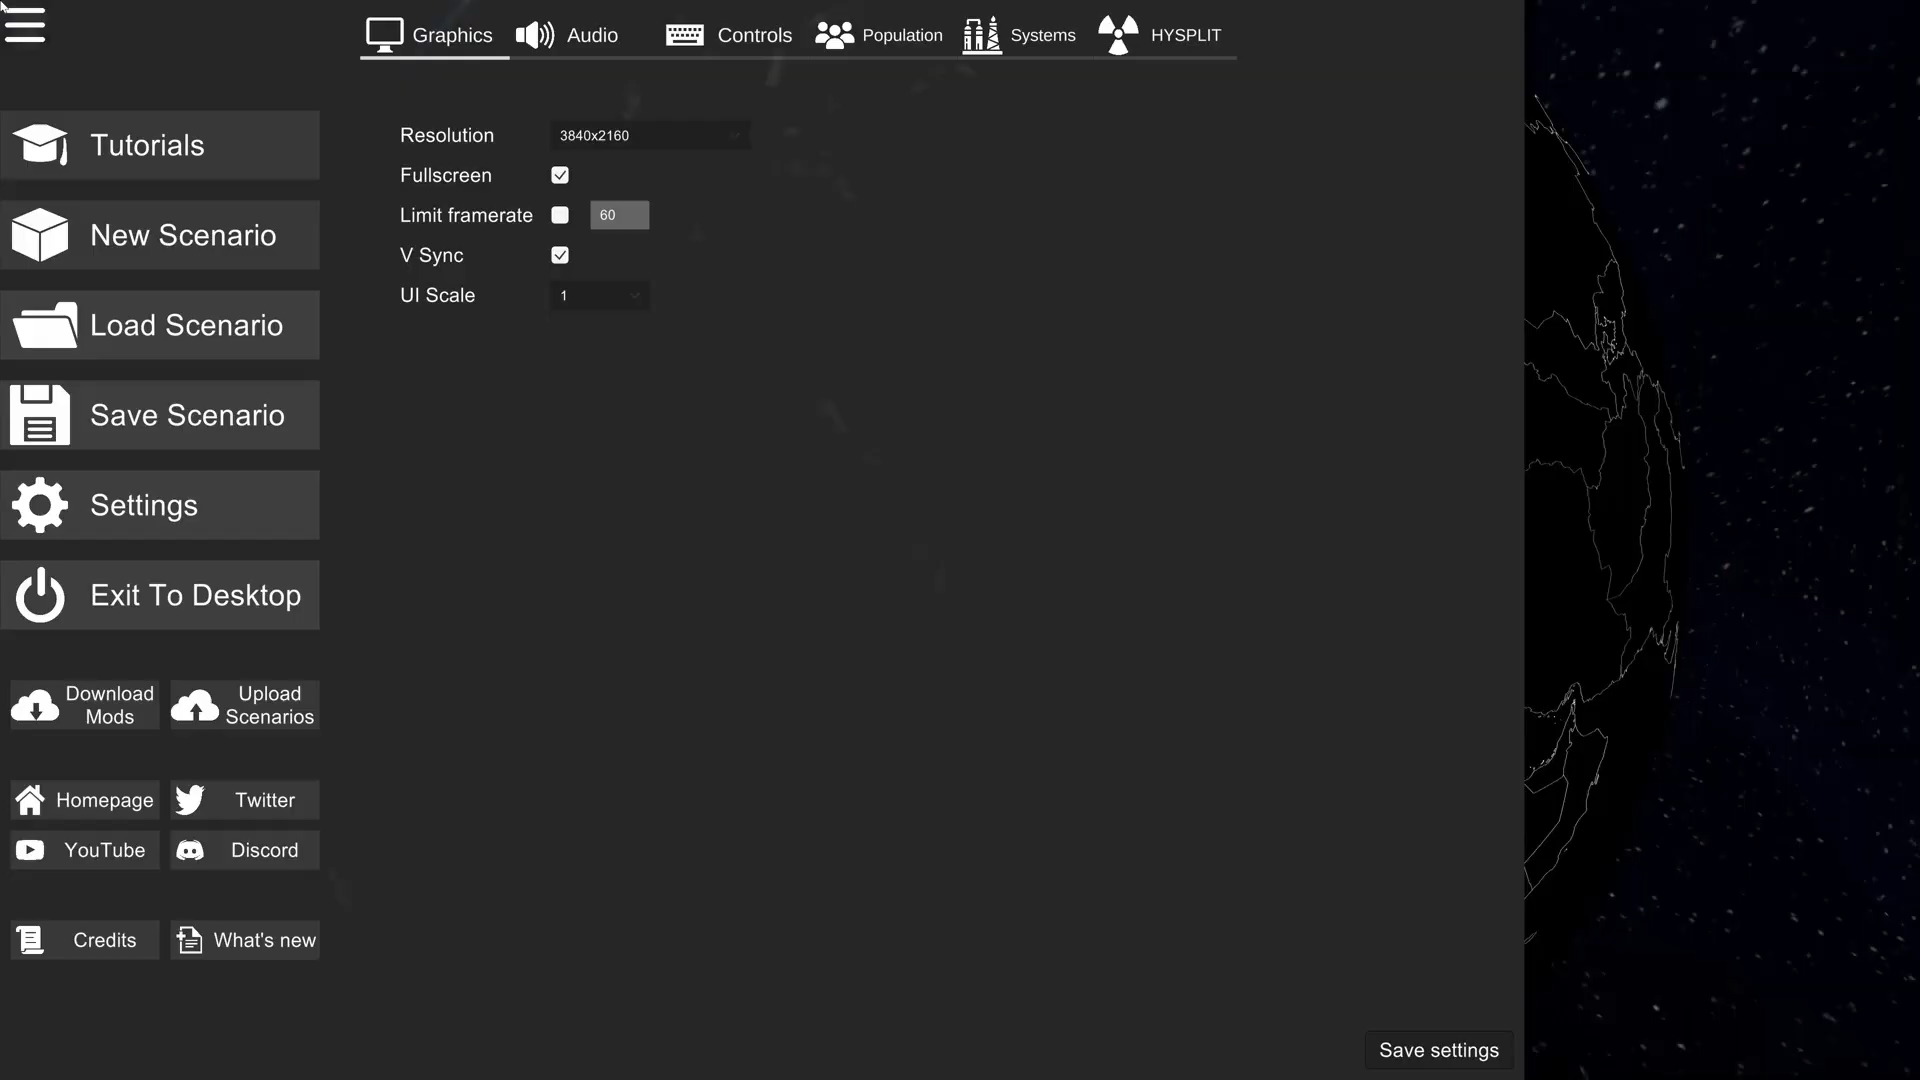 Graphics
Audio
Controls
Population
Systems
HYSPLIT
Tutorials
New Scenario
Load Scenario
Save Scenario
Settings
Exit To Desktop
Download
Mods
Upload
Scenarios
Homepage
Twitter
YouTube
Discord
Credits
What's new
Resolution 3840x2160
Fullscreen
Limit framerate 60
V Sync
UI Scale 1
Save settings